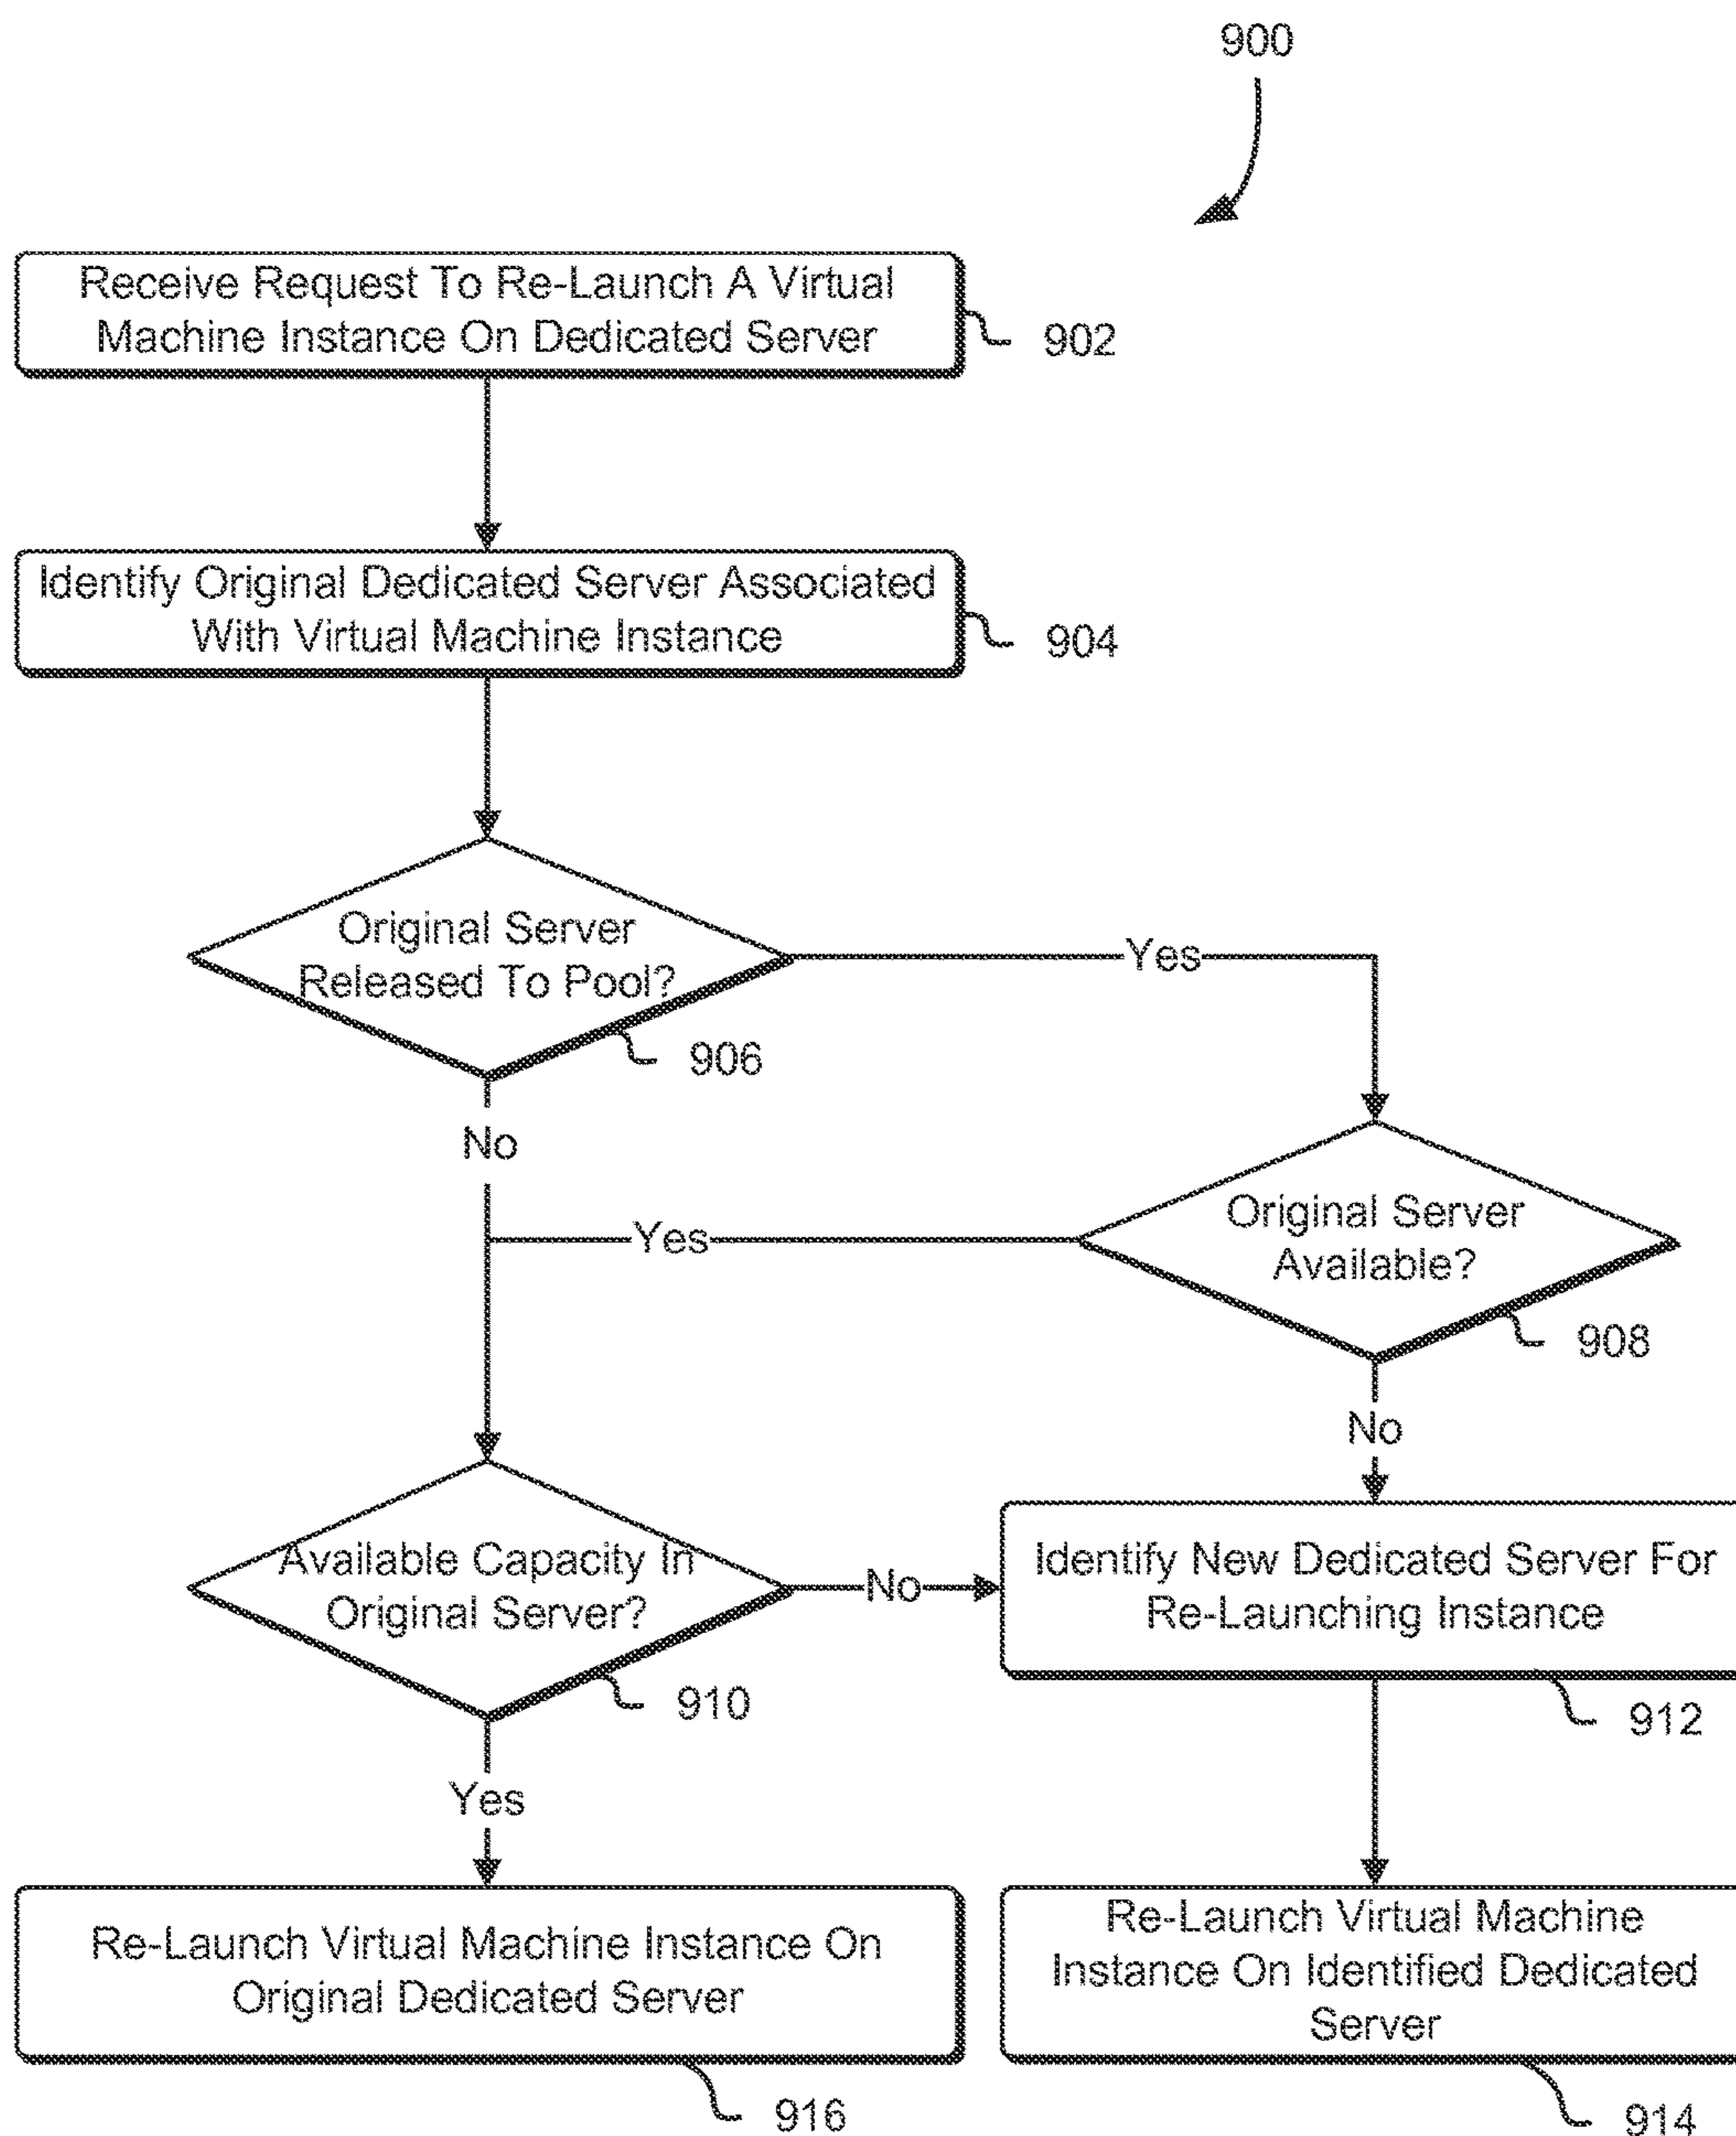 900
Receive Request To Re-Launch A Virtual
Machine Instance On Dedicated Server
902
Identify Original Dedicated Server Associated
With Virtual Machine Instance
904
Original Server
Released To Pool?
906
Yes
No
Original Server
Available?
908
Yes
No
Available Capacity In
Original Server?
910
No
Identify New Dedicated Server For
Re-Launching Instance
912
Yes
Re-Launch Virtual Machine Instance On
Original Dedicated Server
916
Re-Launch Virtual Machine
Instance On Identified Dedicated
Server
914